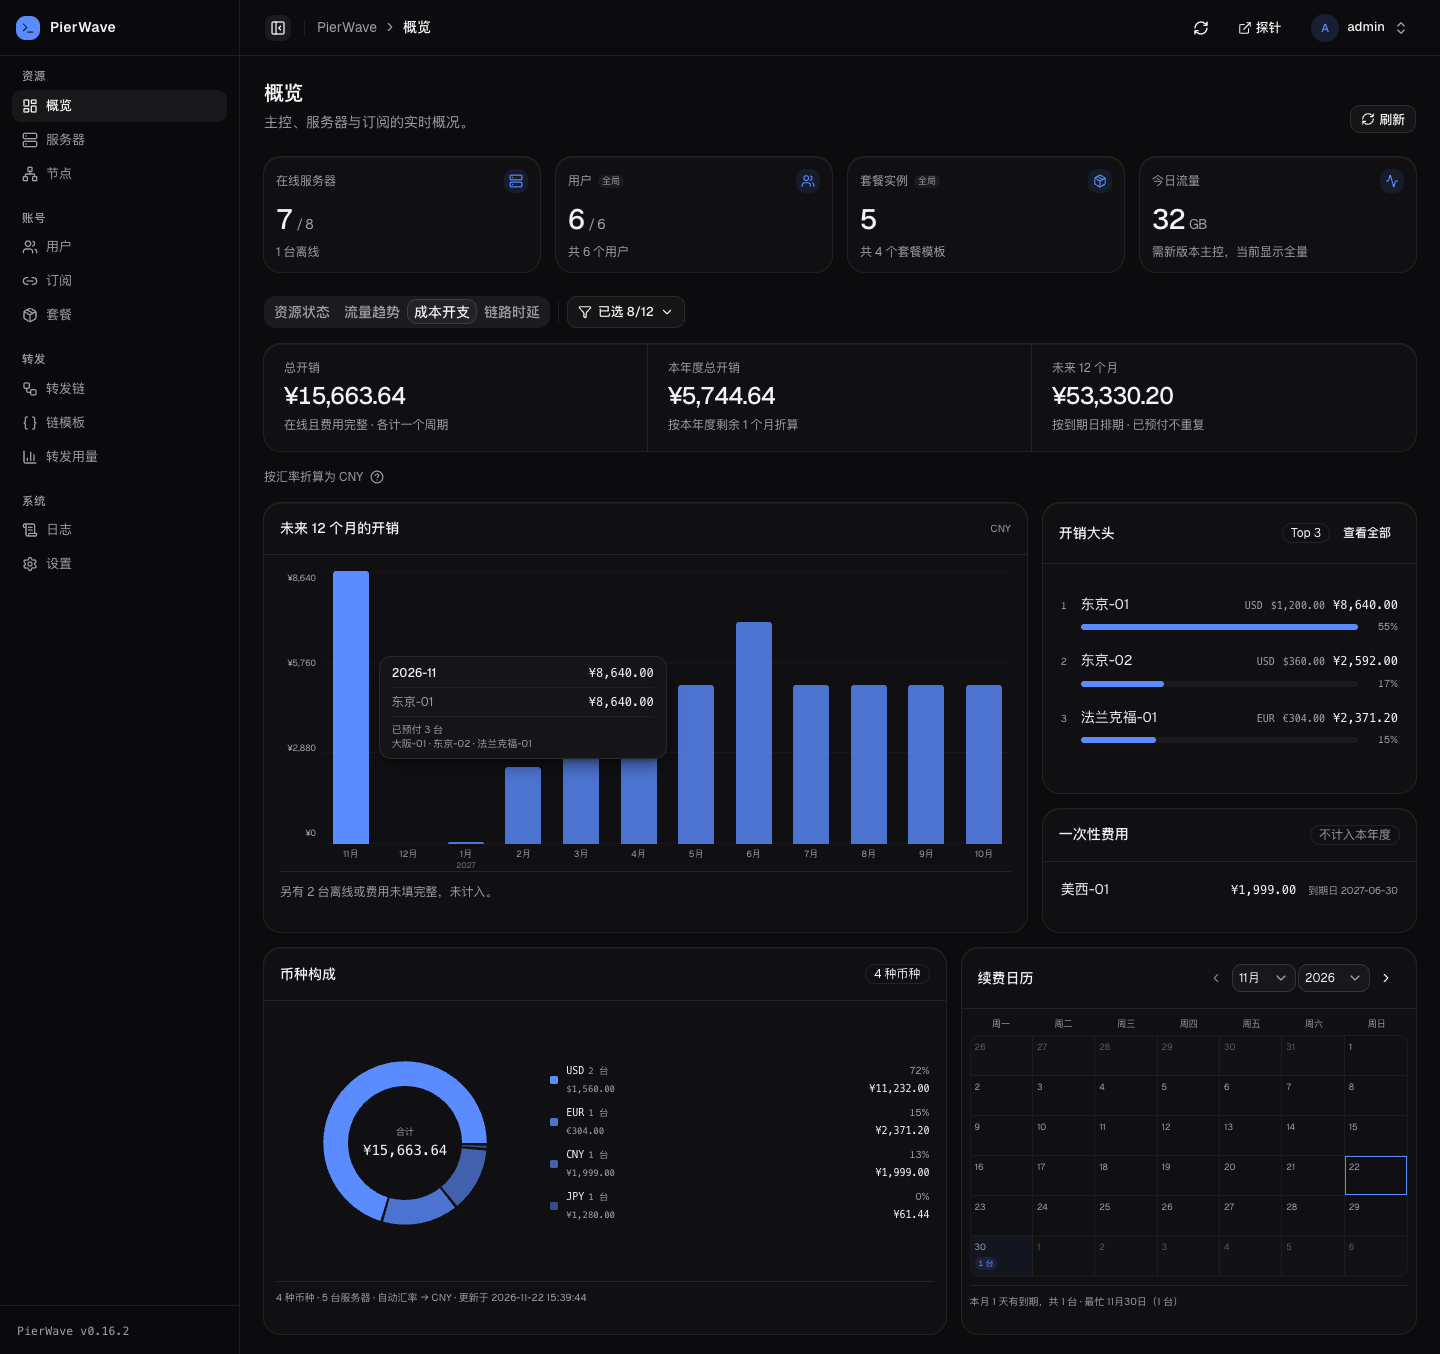 PierWave
PierWave > 概览
探针
A
admin
资源
概览
服务器
节点
账号
用户
订阅
套餐
转发
转发链
链模板
转发用量
系统
日志
设置
PierWave v0.16.2
概览
主控、服务器与订阅的实时概况。
刷新
在线服务器
7 / 8
1 台离线
用户 全局
6 / 6
共 6 个用户
套餐实例 全局
5
共 4 个套餐模板
今日流量
32 GB
需新版本主控，当前显示全量
资源状态 流量趋势 成本开支 链路时延 已选 8/12
总开销
¥15,663.64
在线且费用完整 · 各计一个周期
本年度总开销
¥5,744.64
按本年度剩余 1 个月折算
未来 12 个月
¥53,330.20
按到期日排期 · 已预付不重复
按汇率折算为 CNY
未来 12 个月的开销 CNY
¥8,640
¥5,760
¥2,880
¥0
2026-11 ¥8,640.00
东京-01 ¥8,640.00
已预付 3 台
大阪-01 · 东京-02 · 法兰克福-01
11月 12月 1月 2月 3月 4月 5月 6月 7月 8月 9月 10月
2027
另有 2 台离线或费用未填完整，未计入。
开销大头 Top 3 查看全部
1 东京-01 USD $1,200.00 ¥8,640.00
55%
2 东京-02 USD $360.00 ¥2,592.00
17%
3 法兰克福-01 EUR €304.00 ¥2,371.20
15%
一次性费用 不计入本年度
美西-01 ¥1,999.00 到期日 2027-06-30
币种构成 4 种币种
合计
¥15,663.64
USD 2 台 72%
$1,560.00 ¥11,232.00
EUR 1 台 15%
€304.00 ¥2,371.20
CNY 1 台 13%
¥1,999.00 ¥1,999.00
JPY 1 台 0%
¥1,280.00 ¥61.44
4 种币种 · 5 台服务器 · 自动汇率 → CNY · 更新于 2026-11-22 15:39:44
续费日历 11月 2026
周一 周二 周三 周四 周五 周六 周日
26 27 28 29 30 31 1
2 3 4 5 6 7 8
9 10 11 12 13 14 15
16 17 18 19 20 21 22
23 24 25 26 27 28 29
30 1 2 3 4 5 6
1 台
本月 1 天有到期，共 1 台 · 最忙 11月30日（1 台）